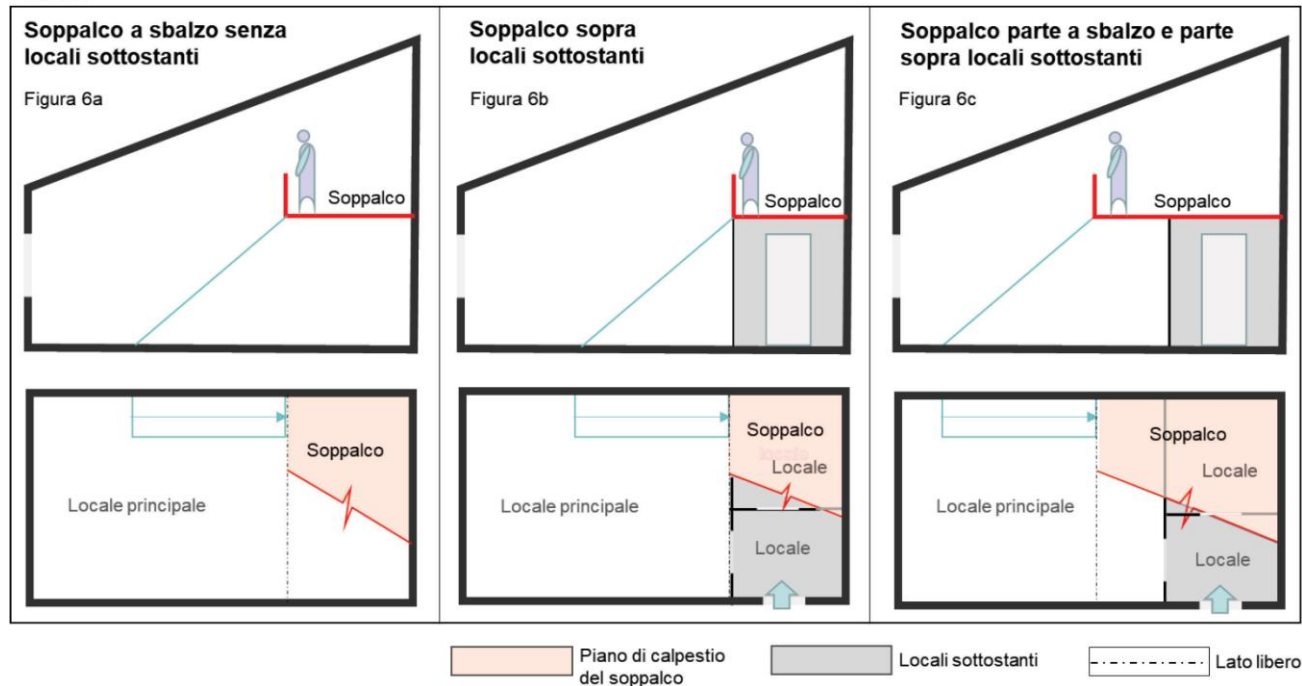 Soppalco a sbalzo senza
locali sottostanti
Figura 6a
Soppalco
Soppalco
Locale principale
Soppalco sopra
locali sottostanti
Figura 6b
Soppalco
Soppalco
Locale
Locale principale
Locale
Soppalco parte a sbalzo e parte
sopra locali sottostanti
Figura 6c
Soppalco
Soppalco
Locale
Locale principale
Locale
Piano di calpestio
del soppalco
Locali sottostanti
Lato libero